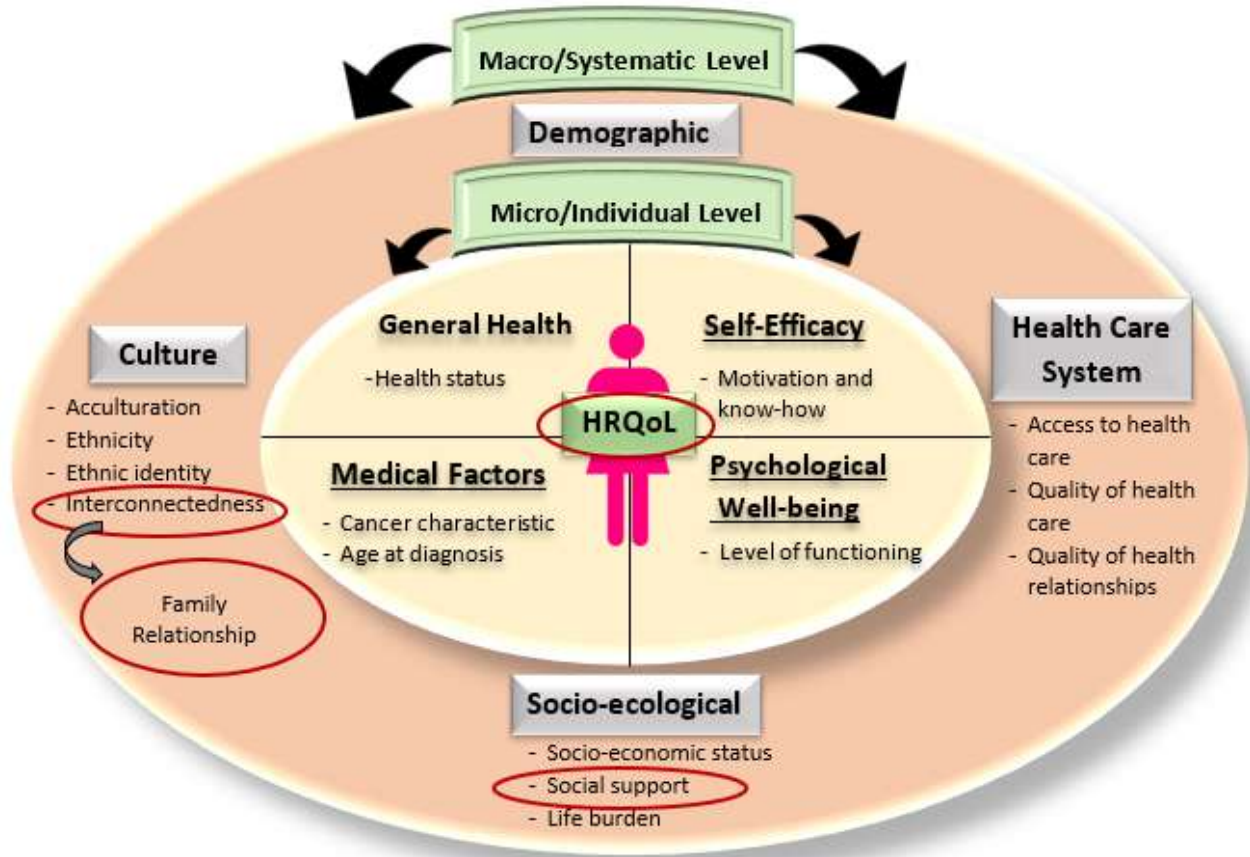 Macro/Systematic Level
Demographic
Micro/Individual Level
General Health
-Health status
Self-Efficacy
- Motivation and
know-how
HRQoL
Medical Factors
- Cancer characteristic
- Age at diagnosis
Psychological
Well-being
- Level of functioning
Culture
- Acculturation
- Ethnicity
- Ethnic identity
- Interconnectedness
Family
Relationship
Health Care
System
- Access to health
care
- Quality of health
care
- Quality of health
relationships
Socio-ecological
- Socio-economic status
- Social support
- Life burden